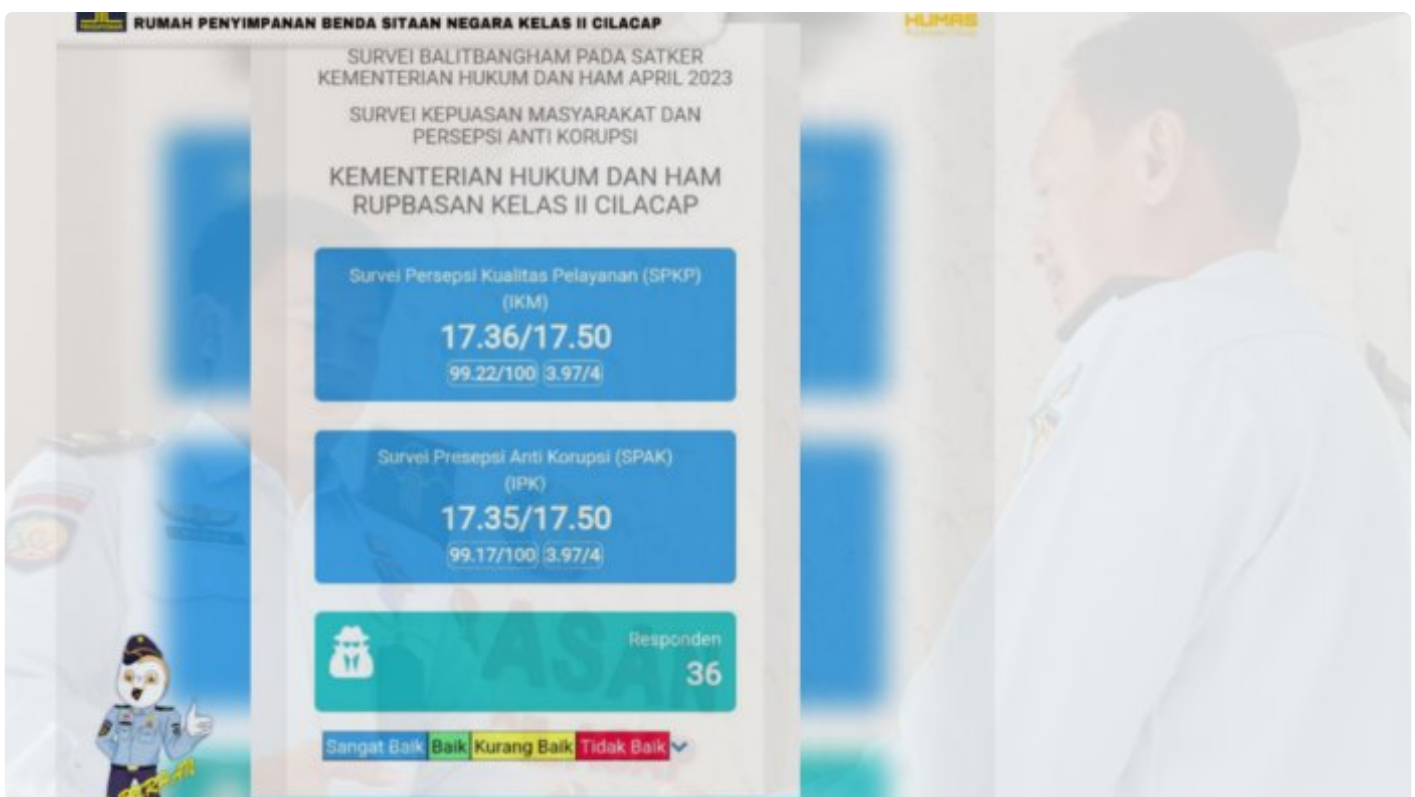 RUMAH PENYIMPANAN BENDA SITAAN NEGARA KELAS II CILACAP
HUMAS
SURVEI BALITBANGHAM PADA SATKER
KEMENTERIAN HUKUM DAN HAM APRIL 2023
SURVEI KEPUASAN MASYARAKAT DAN
PERSEPSI ANTI KORUPSI
KEMENTERIAN HUKUM DAN HAM
RUPBASAN KELAS II CILACAP
Survei Persepsi Kualitas Pelayanan (SPKP)
(IKM)
17.36/17.50
99.22/100 3.97/4
Survei Presepsi Anti Korupsi (SPAK)
(IPK)
17.35/17.50
99.17/100 3.97/4
Responden
36
Sangat Baik Baik Kurang Baik Tidak Baik